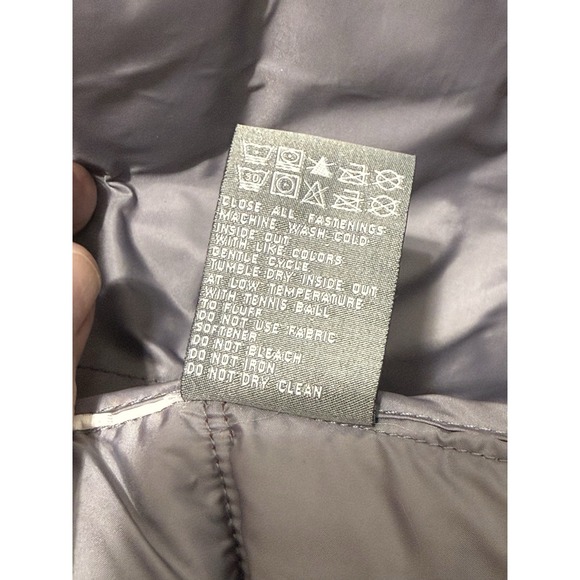 30
CLOSE ALL FASTENINGS
MACHINE WASH COLD
INSIDE OUT
WITH LIKE COLORS
GENTLE CYCLE
TUMBLE DRY INSIDE OUT
AT LOW TEMPERATURE
WITH TENNIS BALL
TO FLUFF
DO NOT USE FABRIC
SOFTENER
DO NOT BLEACH
DO NOT IRON
DO NOT DRY CLEAN